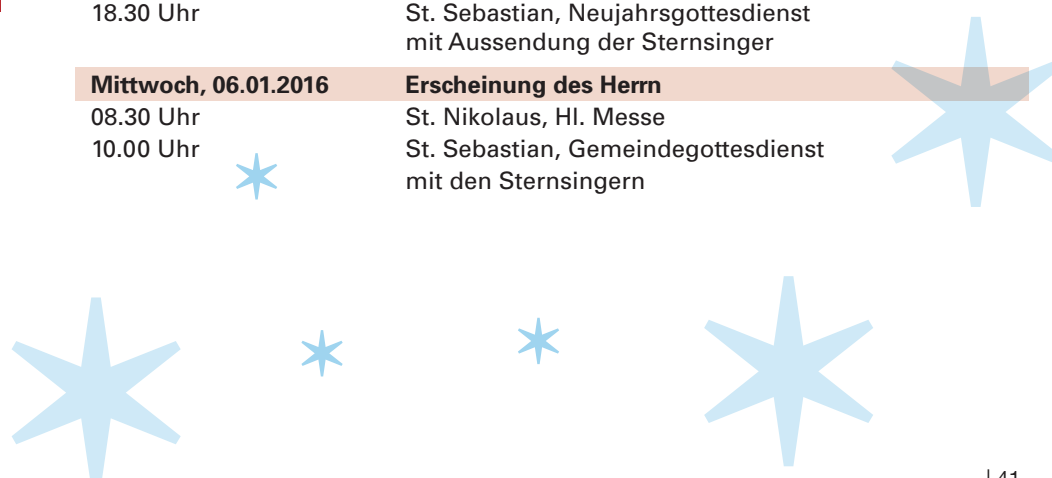 18.30 Uhr St. Sebastian, Neujahrsgottesdienst
mit Aussendung der Sternsinger
Mittwoch, 06.01.2016 Erscheinung des Herrn
08.30 Uhr St. Nikolaus, Hl. Messe
10.00 Uhr St. Sebastian, Gemeindegottesdienst
mit den Sternsingern
| 41